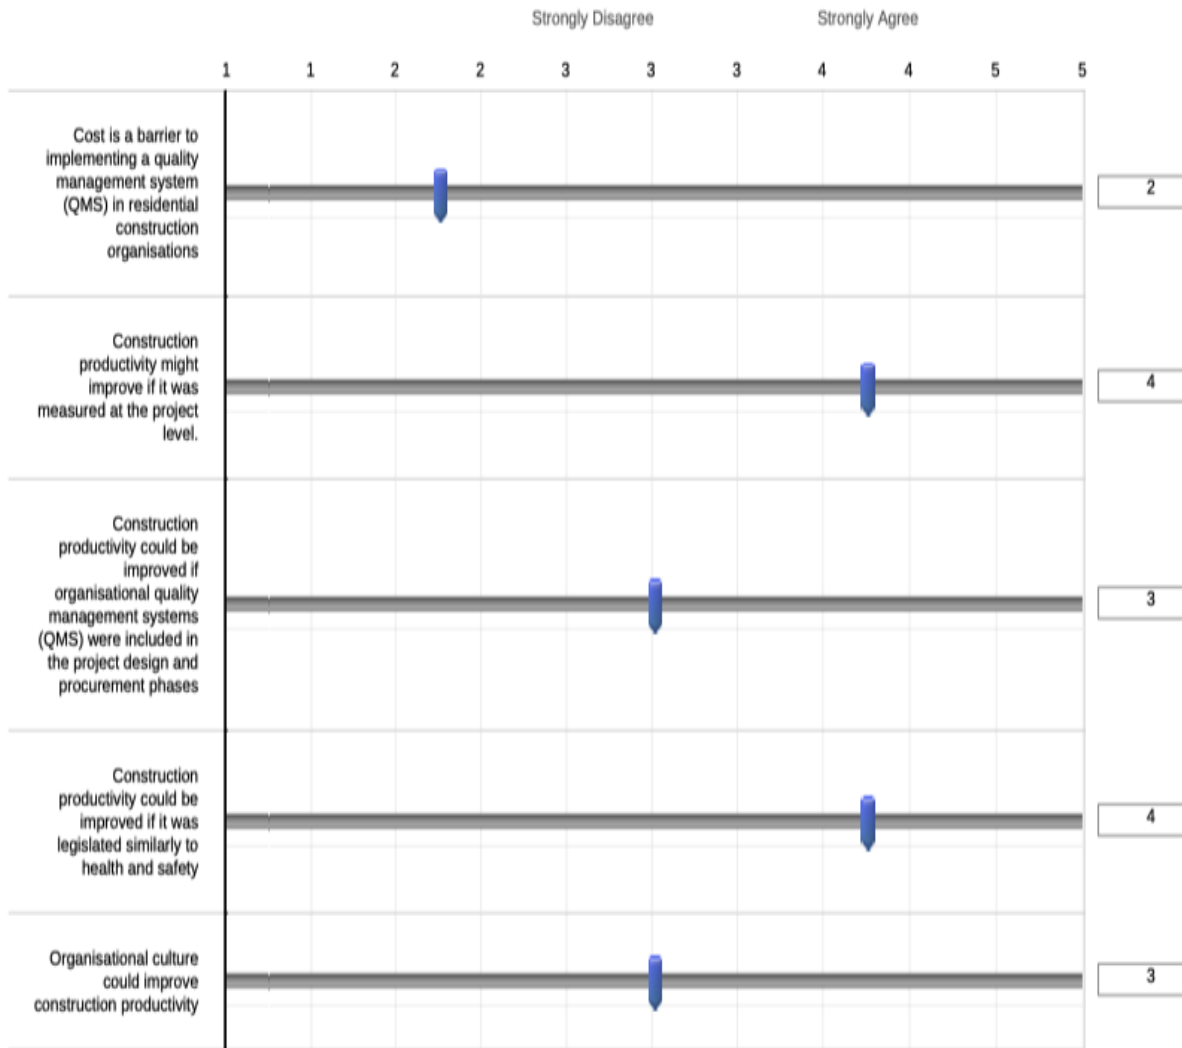 Strongly Disagree Strongly Agree
1 1 2 2 3 3 3 4 4 5 5
Cost is a barrier to
implementing a quality
management system
(QMS) in residential
construction
organisations
2
Construction
productivity might
improve if it was
measured at the project
level.
4
Construction
productivity could be
improved if
organisational quality
management systems
(QMS) were included in
the project design and
procurement phases
3
Construction
productivity could be
improved if it was
legislated similarly to
health and safety
4
Organisational culture
could improve
construction productivity
3